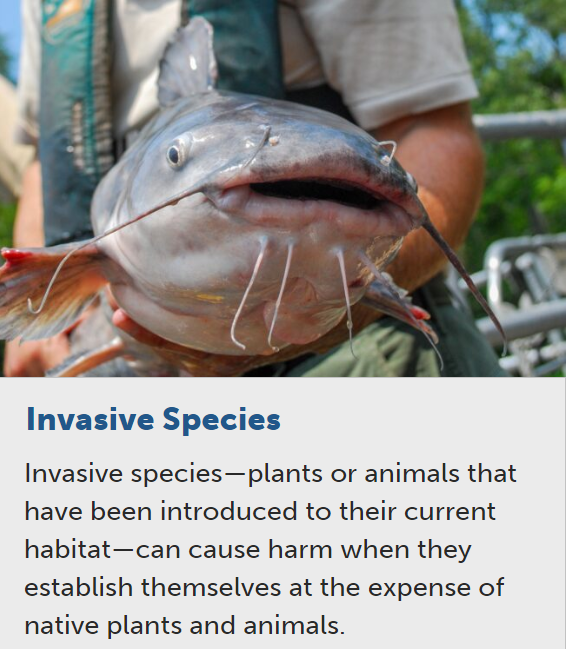 Invasive Species
Invasive species—plants or animals that
have been introduced to their current
habitat—can cause harm when they
establish themselves at the expense of
native plants and animals.